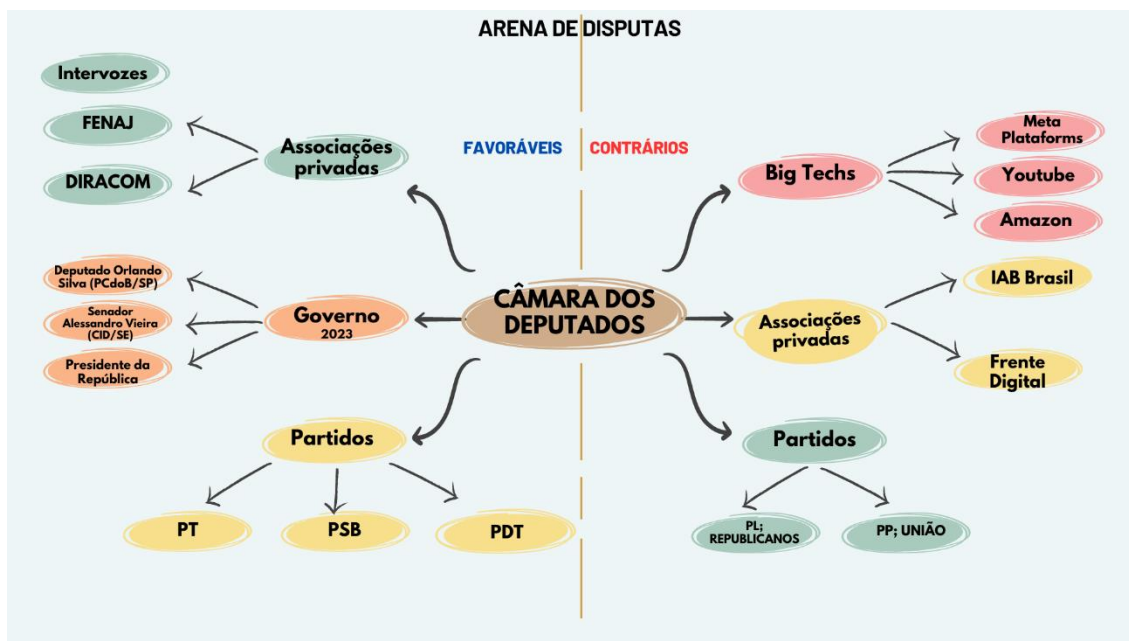 ARENA DE DISPUTAS
FAVORÁVEIS
CONTRÁRIOS
Intervozes
FENAJ
DIRACOM
Associações
privadas
Big Techs
Meta
Plataforms
Youtube
Amazon
CÂMARA DOS
DEPUTADOS
Deputado Orlando
Silva (PCdoB/SP)
Senador
Alessandro Vieira
(CID/SE)
Presidente da
República
Governo
2023
Associações
privadas
IAB Brasil
Frente
Digital
Partidos
PT
PSB
PDT
Partidos
PL;
REPUBLICANOS
PP; UNIÃO